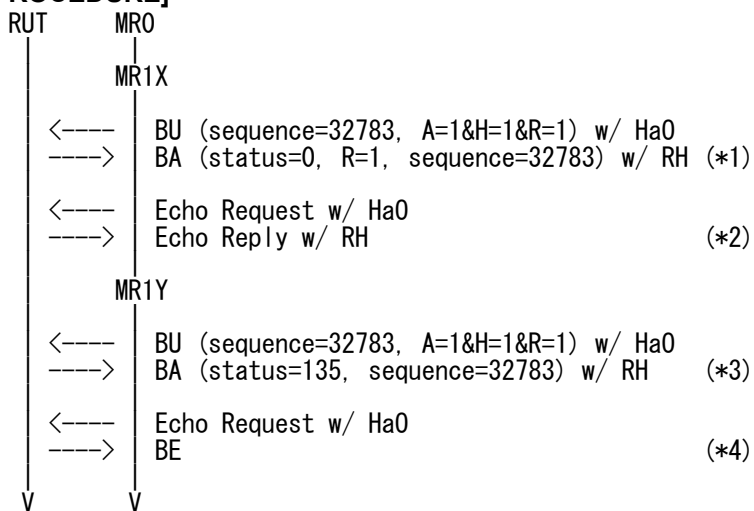 ROCEDURE]
RUT MR0
MR1X
<---- BU (sequence=32783, A=1&H=1&R=1) w/ HaO
----> BA (status=0, R=1, sequence=32783) w/ RH (*1)
<---- Echo Request w/ HaO
----> Echo Reply w/ RH (*2)
MR1Y
<---- BU (sequence=32783, A=1&H=1&R=1) w/ HaO
----> BA (status=135, sequence=32783) w/ RH (*3)
<---- Echo Request w/ HaO
----> BE (*4)
V V